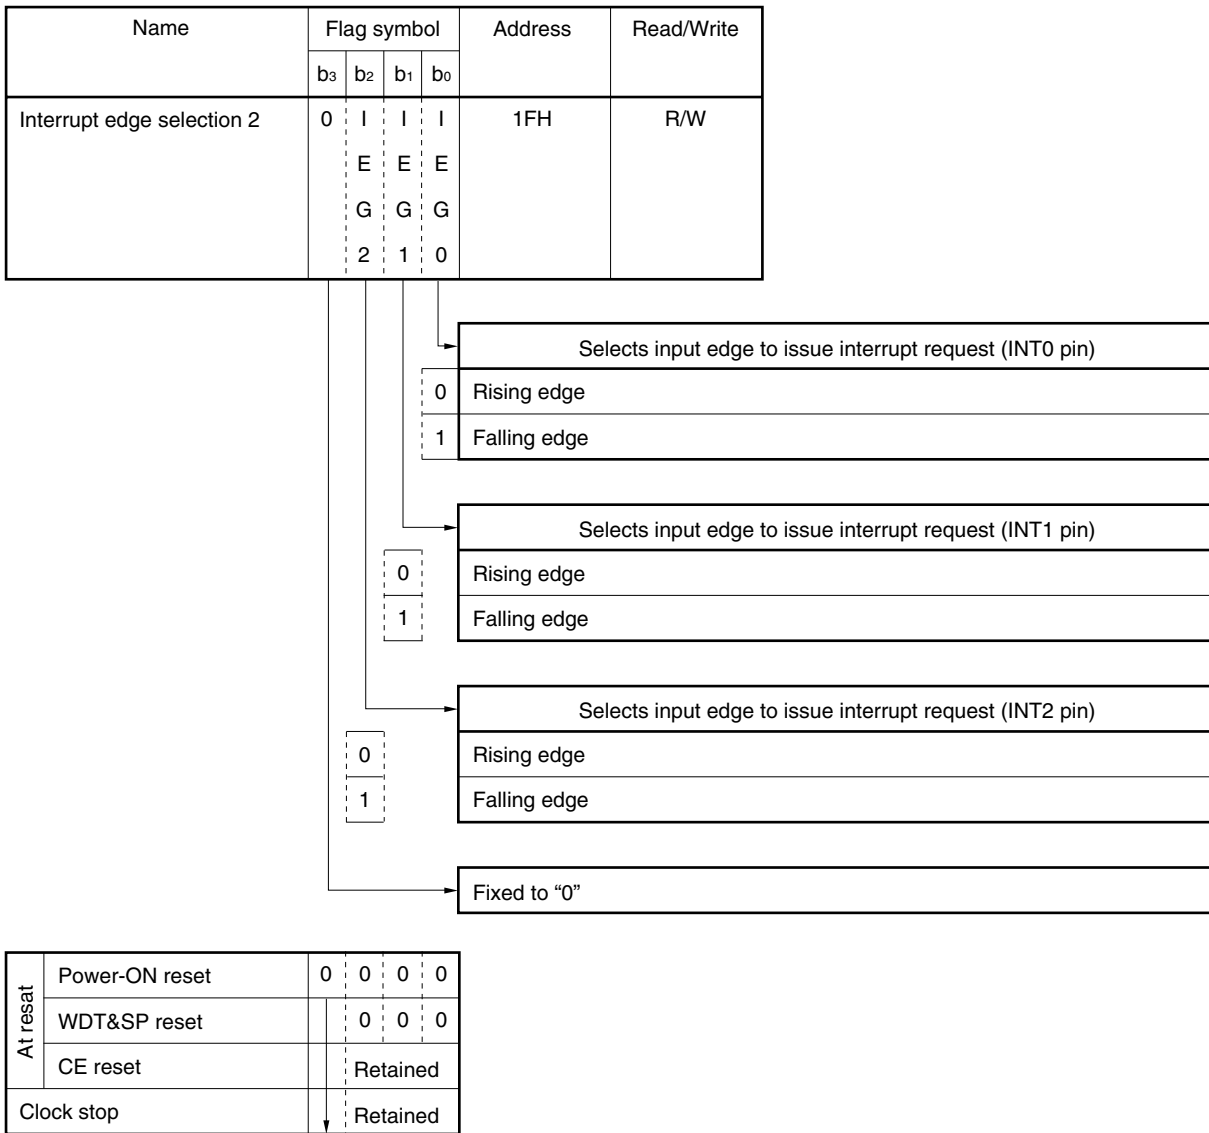 Name Flag symbol Address Read/Write
b3 b2 b1 b0
Interrupt edge selection 2 0 I I I 1FH R/W
E E E
G G G
2 1 0
Selects input edge to issue interrupt request (INT0 pin)
0 Rising edge
1 Falling edge
Selects input edge to issue interrupt request (INT1 pin)
0 Rising edge
1 Falling edge
Selects input edge to issue interrupt request (INT2 pin)
0 Rising edge
1 Falling edge
Fixed to “0”
At resat
Power-ON reset 0 0 0 0
WDT&SP reset 0 0 0
CE reset Retained
Clock stop Retained